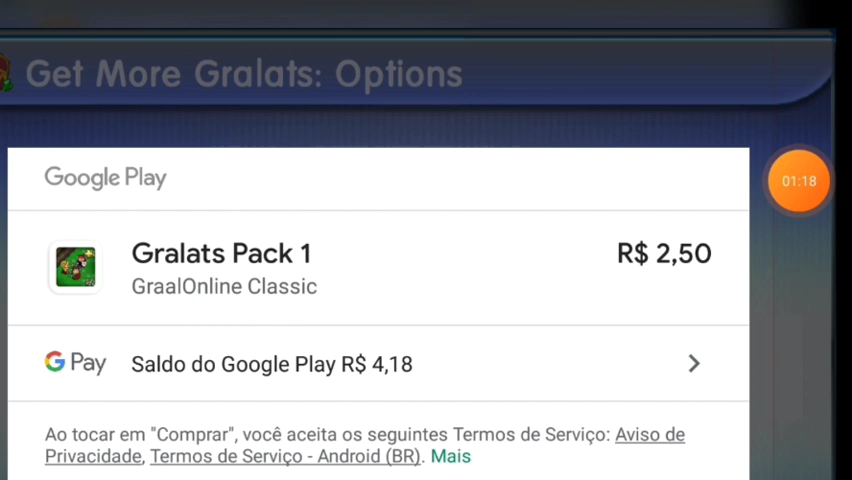 Get More Gralats: Options
Google Play
01:18
Gralats Pack 1
R$ 2,50
GraalOnline Classic
G Pay
Saldo do Google Play R$ 4,18
Ao tocar em "Comprar", você aceita os seguintes Termos de Serviço: Aviso de
Privacidade, Termos de Serviço - Android (BR). Mais